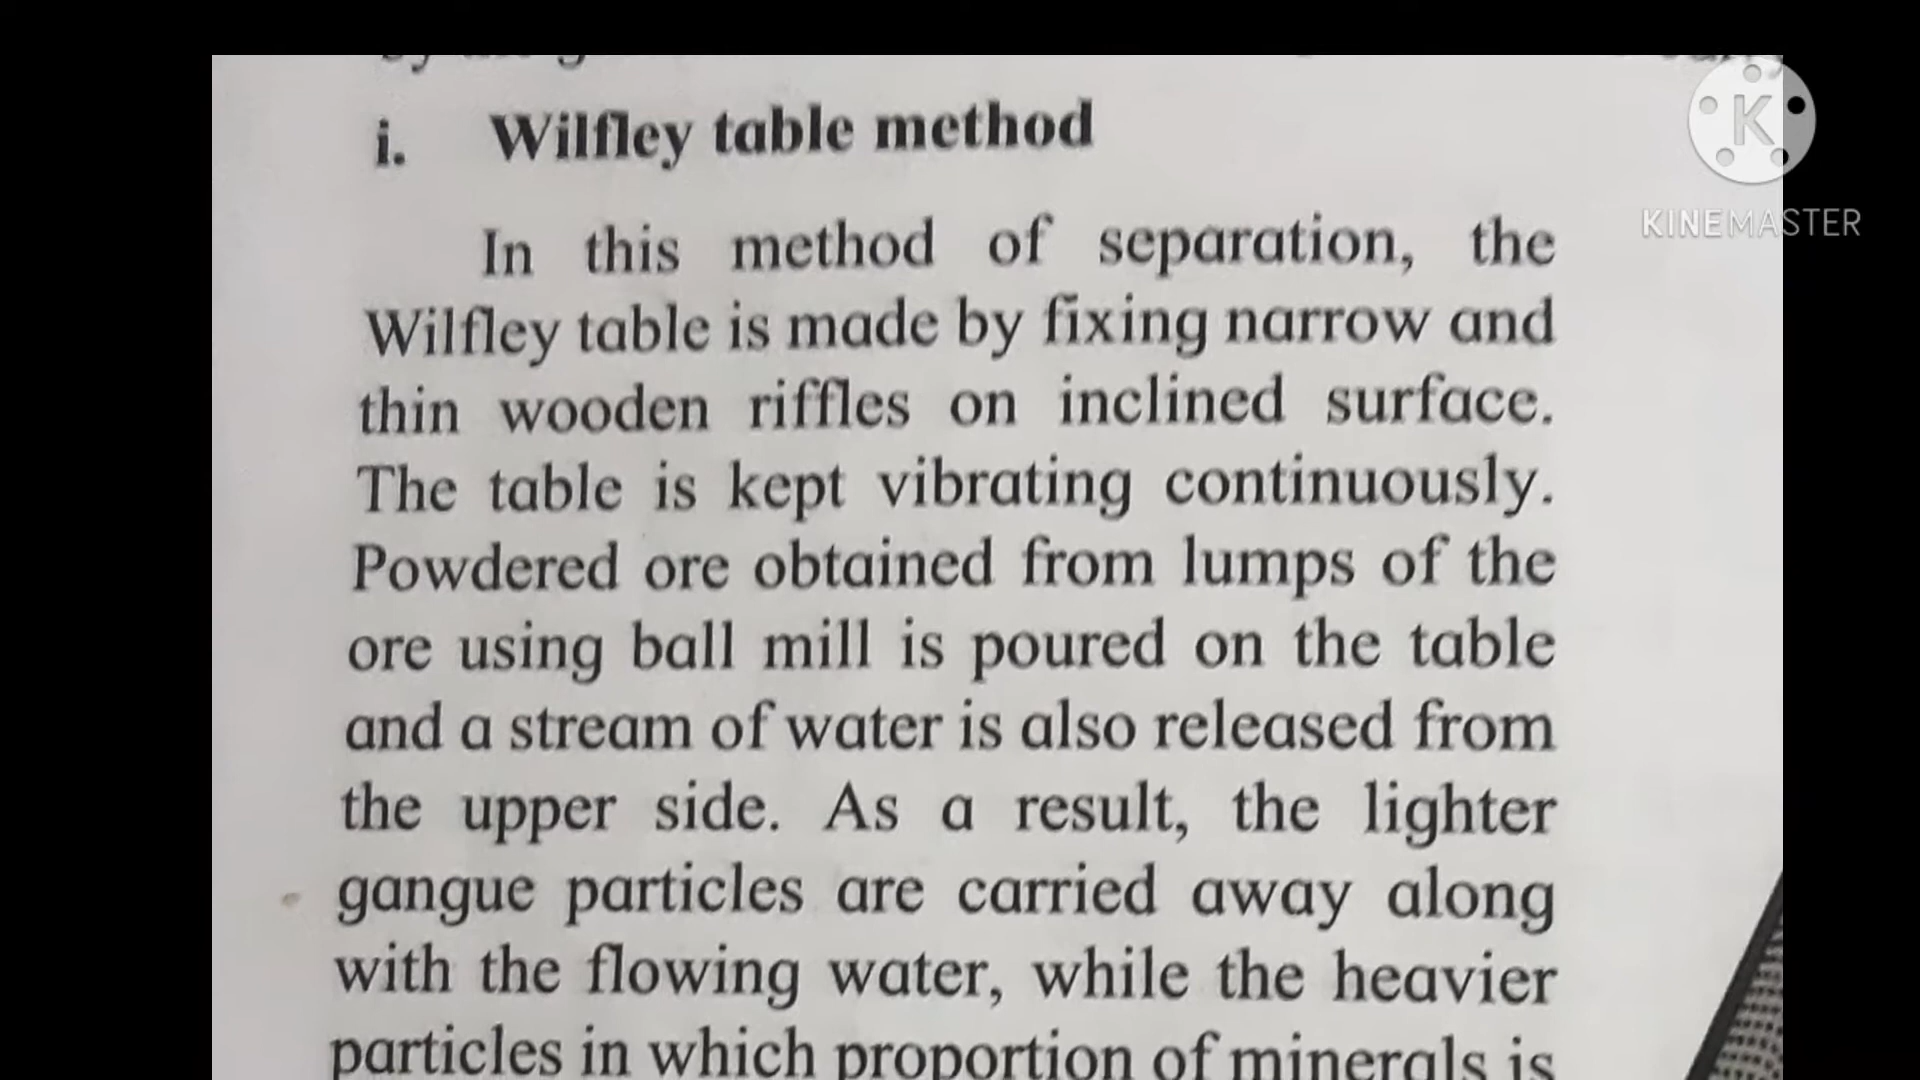 i. Wilfley table method
In this method of separation, the
Wilfley table is made by fixing narrow and
thin wooden riffles on inclined surface.
The table is kept vibrating continuously.
Powdered ore obtained from lumps of the
ore using ball mill is poured on the table
and a stream of water is also released from
the upper side. As a result, the lighter
gangue particles are carried away along
with the flowing water, while the heavier
particles in which proportion of minerals is
K
KINEMASTER